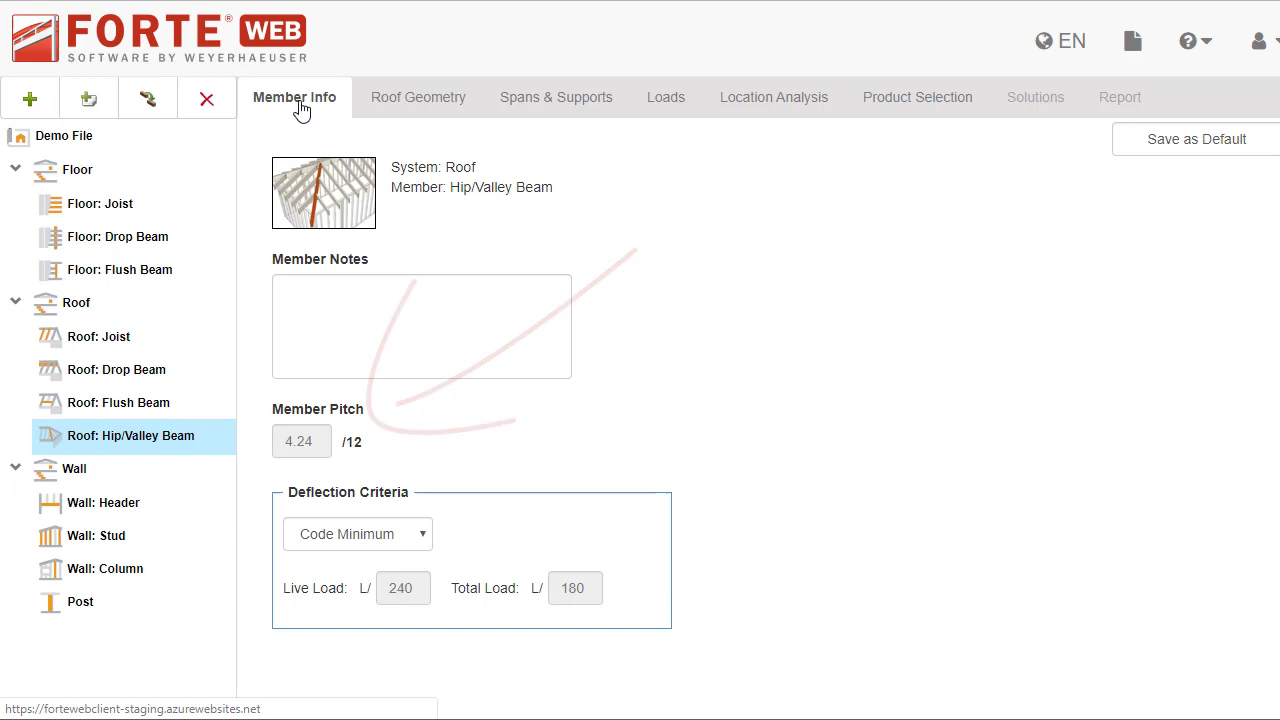 FORTE® WEB
SOFTWARE BY WEYERHAEUSER
EN
Member Info
Roof Geometry
Spans & Supports
Loads
Location Analysis
Product Selection
Solutions
Report
Save as Default
Demo File
Floor
Floor: Joist
Floor: Drop Beam
Floor: Flush Beam
Roof
Roof: Joist
Roof: Drop Beam
Roof: Flush Beam
Roof: Hip/Valley Beam
Wall
Wall: Header
Wall: Stud
Wall: Column
Post
System: Roof
Member: Hip/Valley Beam
Member Notes
Member Pitch
4.24 /12
Deflection Criteria
Code Minimum
Live Load: L/ 240 Total Load: L/ 180
https://fortewebclient-staging.azurewebsites.net